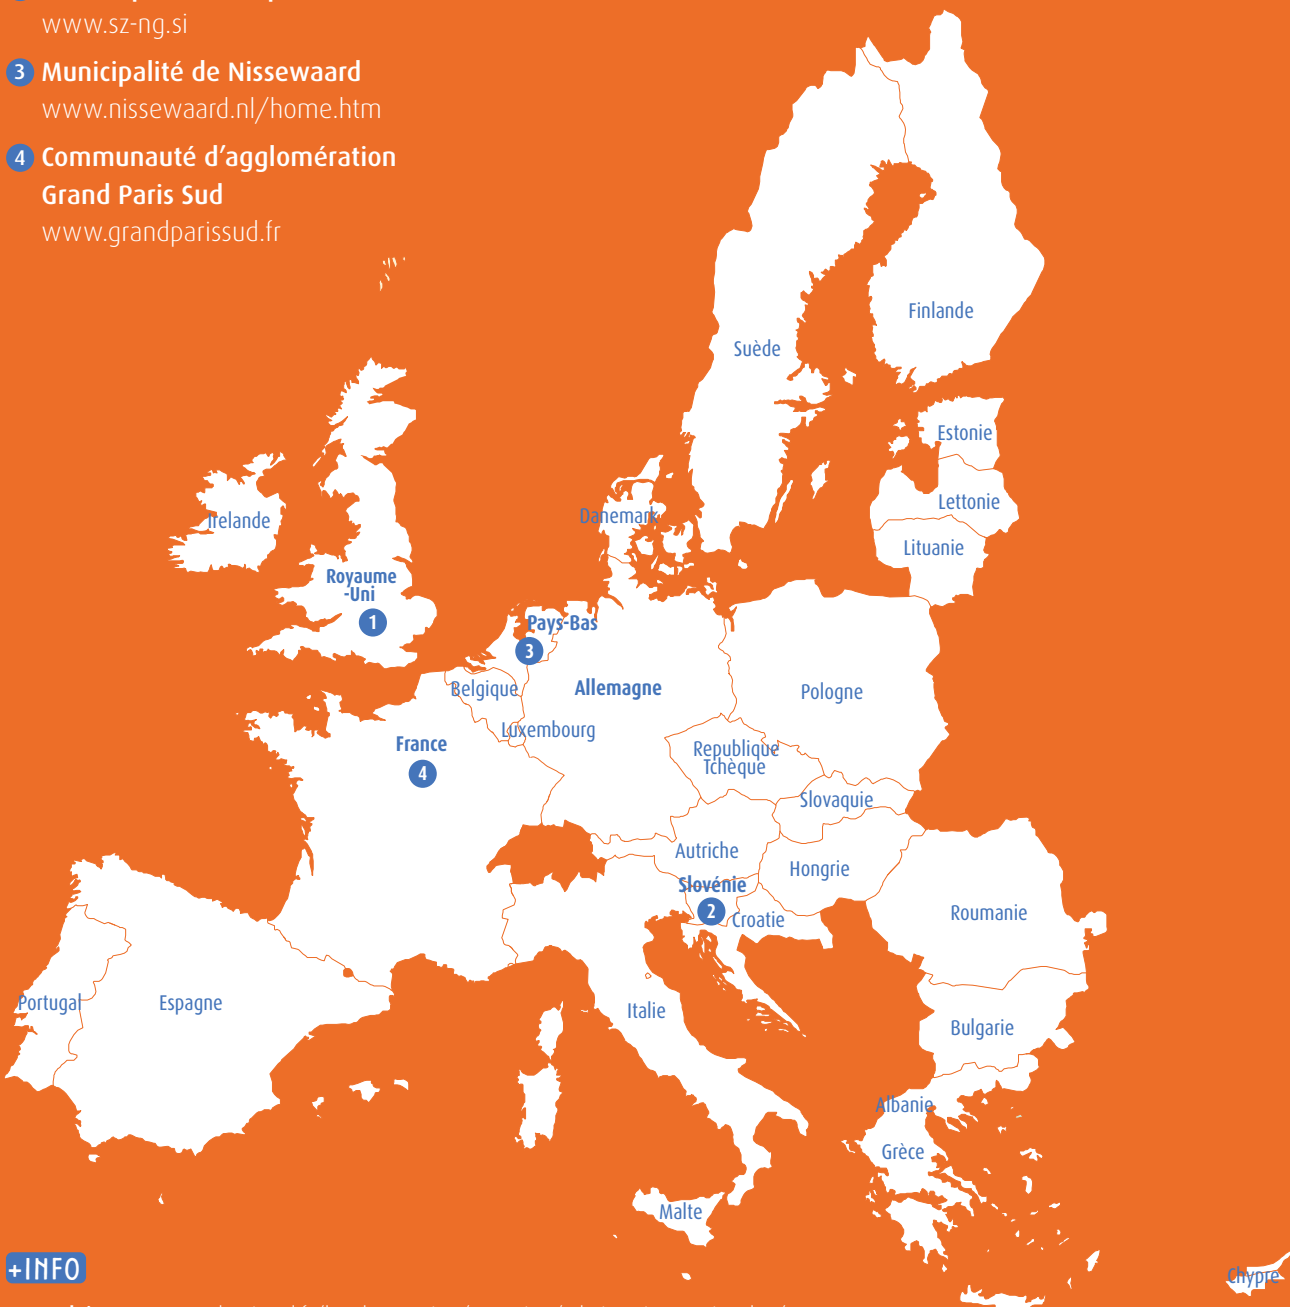 www.sz-ng.si
3 Municipalité de Nissewaard
www.nissewaard.nl/home.htm
4 Communauté d'agglomération
Grand Paris Sud
www.grandparissud.fr
Finlande
Suède
Estonie
Lettonie
Danemark
Irelande
Lituanie
Royaume
-Uni
1
Pays-Bas
3
Belgique
Allemagne
Pologne
Luxembourg
France
4
Republique
Tchèque
Slovaquie
Autriche
Hongrie
Slovénie
2
Croatie
Roumanie
Portugal
Espagne
Italie
Bulgarie
Albanie
Grèce
Malte
+INFO
Chypre